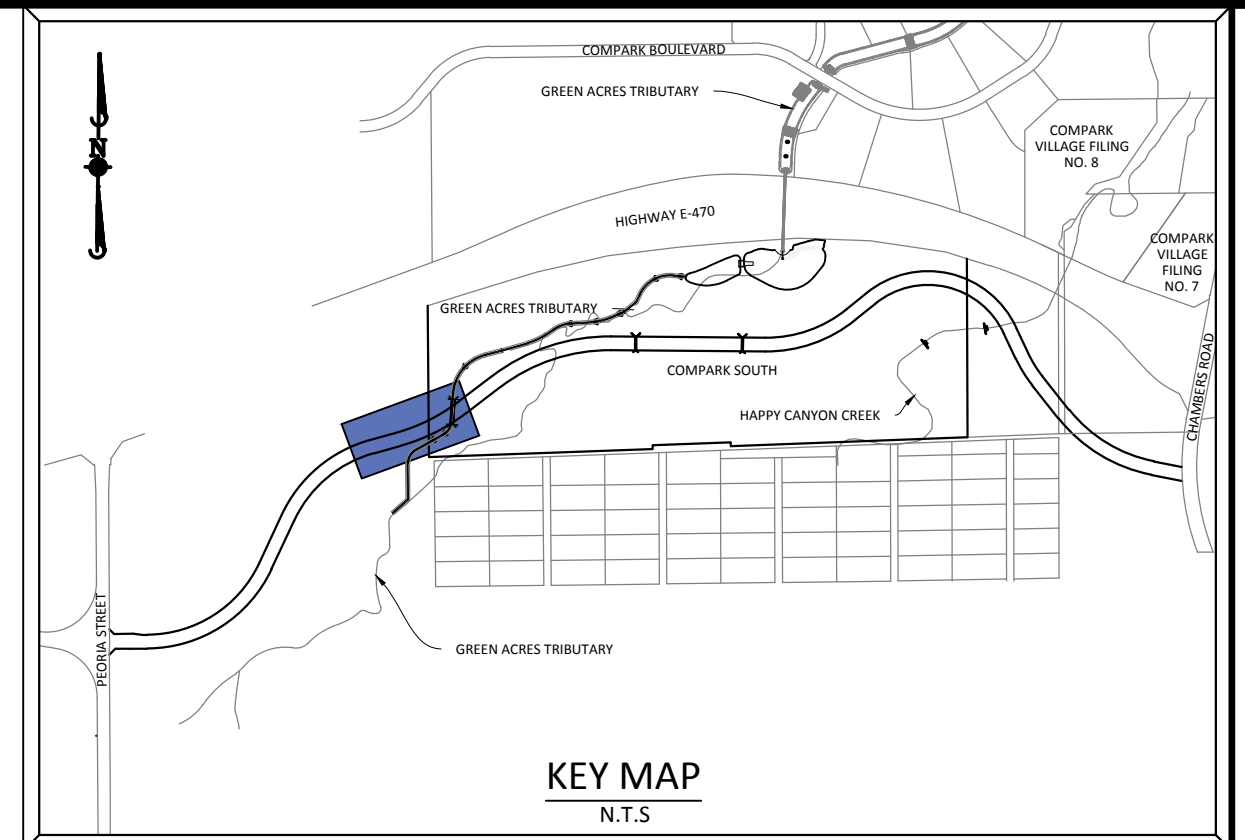 COMPARK BOULEVARD
GREEN ACRES TRIBUTARY
COMPARK
VILLAGE FILING
NO. 8
N
HIGHWAY E-470
COMPARK
VILLAGE
FILING
NO. 7
GREEN ACRES TRIBUTARY
COMPARK SOUTH
HAPPY CANYON CREEK
CHAMBERS ROAD
PEORIA STREET
GREEN ACRES TRIBUTARY
KEY MAP
N.T.S